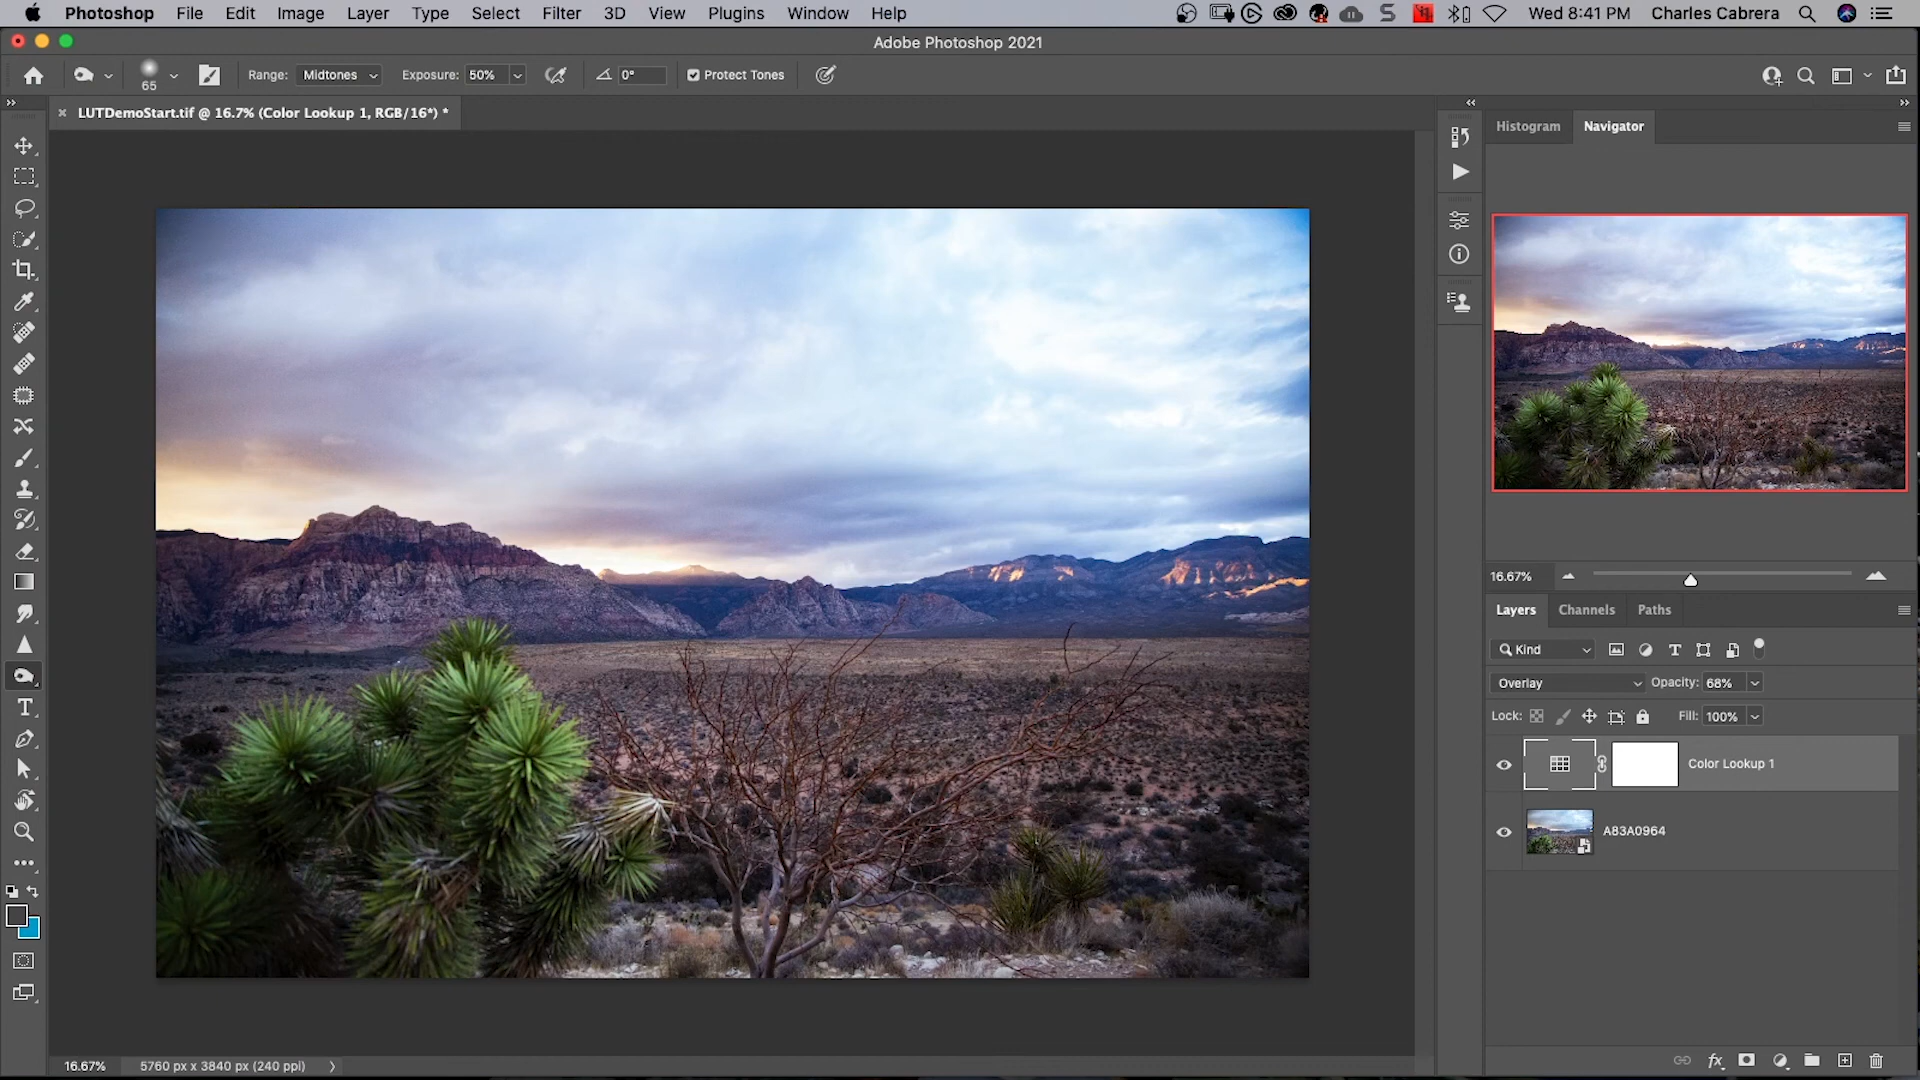 Photoshop File Edit Image Layer Type Select Filter 3D View Plugins Window Help Wed 8:41 PM Charles Cabrera
Adobe Photoshop 2021
65 Range: Midtones Exposure: 50% 0° Protect Tones
LUTDemoStart.tif @ 16.7% (Color Lookup 1, RGB/16*) *
Histogram Navigator
16.67%
Layers Channels Paths
Kind
Overlay Opacity: 68%
Lock: Fill: 100%
Color Lookup 1
A83A0964
16.67% 5760 px x 3840 px (240 ppi)